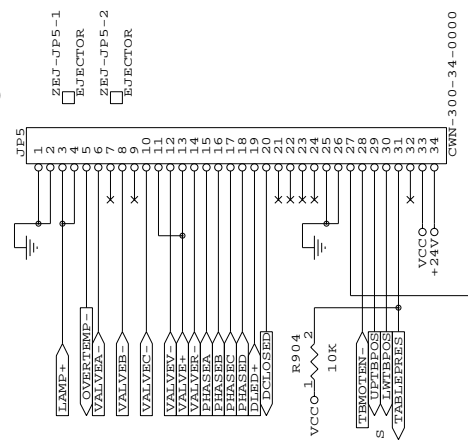 ZEJ-JP5-1
EJECTOR
ZEJ-JP5-2
EJECTOR
JP5
1
2
3
4
5
6
7
8
9
10
11
12
13
14
15
16
17
18
19
20
21
22
23
24
25
26
27
28
29
30
31
32
33
34
CWN-300-34-0000
LAMP+
OVERTEMP-
VALVEA-
VALVEB-
VALVEC-
VALVEV-
VALVE+
VALVER-
PHASEA
PHASEB
PHASEC
PHASED
DLED+
DCLOSED
VCC
1
R904
2
10K
TBMOTEN-
UPTBPOS
LWTBPOS
TABLEPRES
S
VCC
+24V